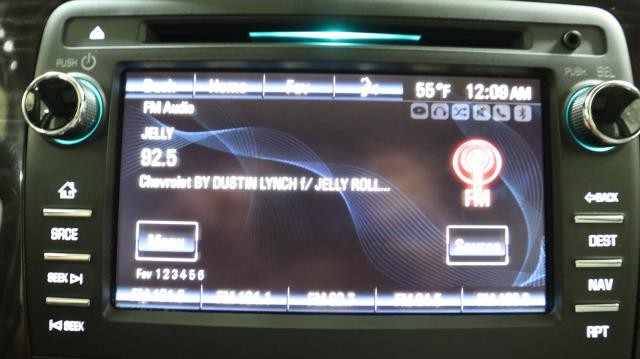 PUSH
PUSH SEL
Back Home Fav 55°F 12:09 AM
FM Audio
JELLY
92.5
Chevrolet BY DUSTIN LYNCH f/ JELLY ROLL...
FM
Menu
Source
Fav 1 2 3 4 5 6
SRCE
SEEK
SEEK
BACK
DEST
NAV
RPT